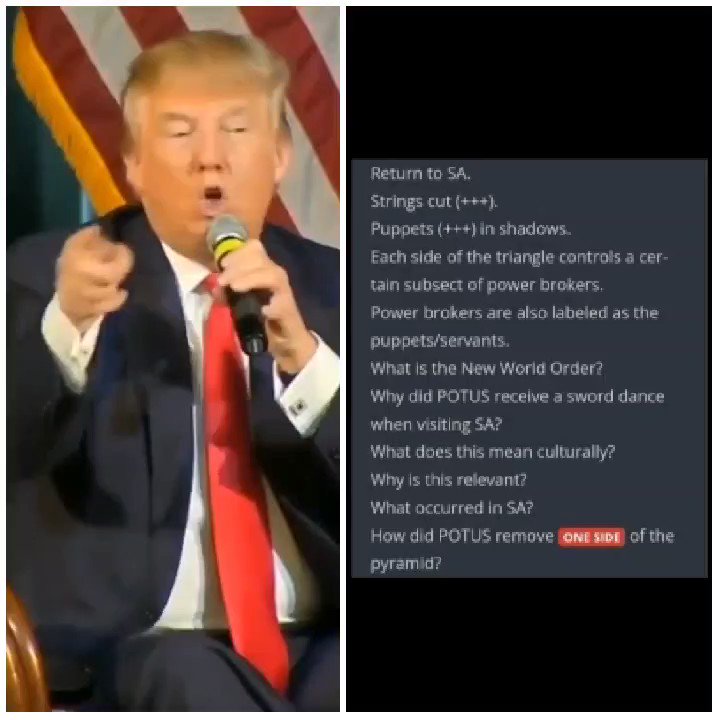 Return to SA.
Strings cut (+++).
Puppets (+++) in shadows.
Each side of the triangle controls a cer-
tain subset of power brokers.
Power brokers are also labeled as the
puppets/servants.
What is the New World Order?
Why did POTUS receive a sword dance
when visiting SA?
What does this mean culturally?
Why is this relevant?
What occurred in SA?
How did POTUS remove ONE SIDE of the
pyramid?